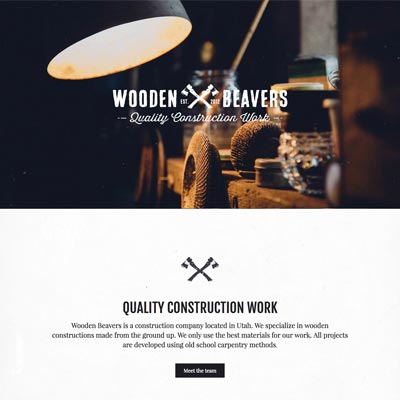 WOODEN EST. 2017 BEAVERS
Quality Construction Work
QUALITY CONSTRUCTION WORK
Wooden Beavers is a construction company located in Utah. We specialize in wooden
constructions made from the ground up. We only use the best materials for our work. All projects
are developed using old school carpentry methods.
Meet the team